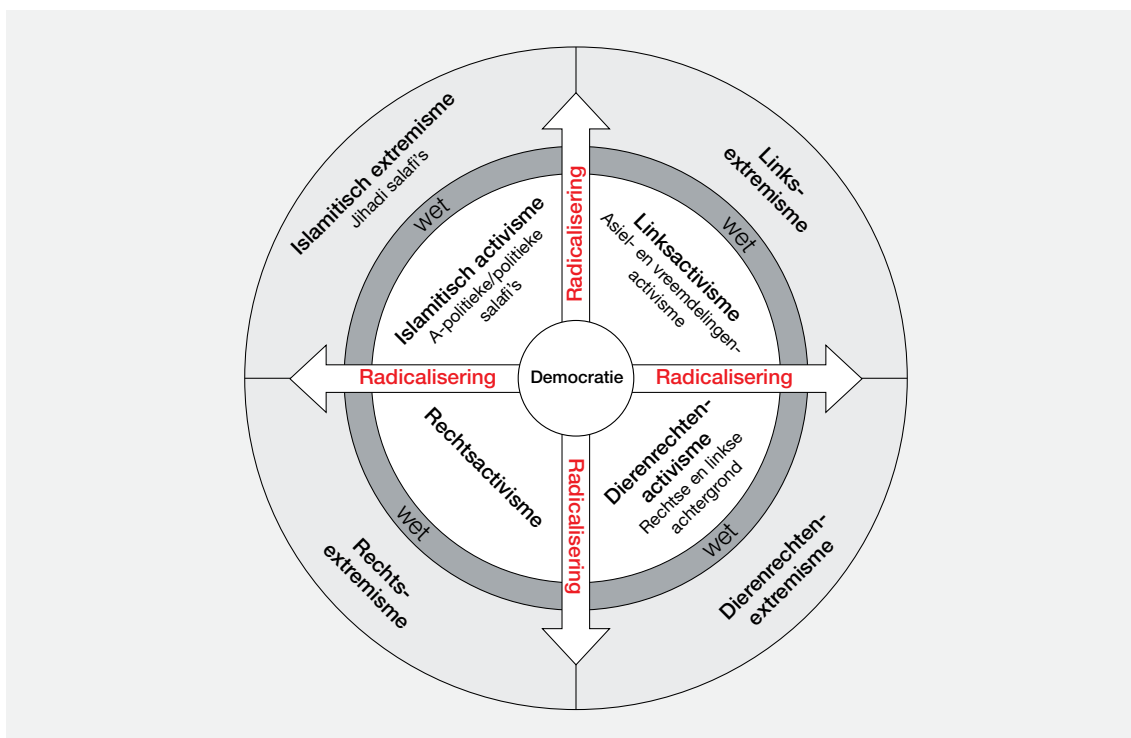 Islamitisch extremisme
Jihadi salafi's
Links-
extremisme
wet
wet
Islamitisch activisme
A-politieke/politieke
salafi's
Radicalisering
Linksactivisme
Asiel- en vreemdelingen-
activisme
Radicalisering
Democratie
Radicalisering
Rechtsactivisme
Radicalisering
Dierenrechten-
activisme
Rechtse en linkse
achtergrond
wet
wet
Rechts-
extremisme
Dierenrechten-
extremisme